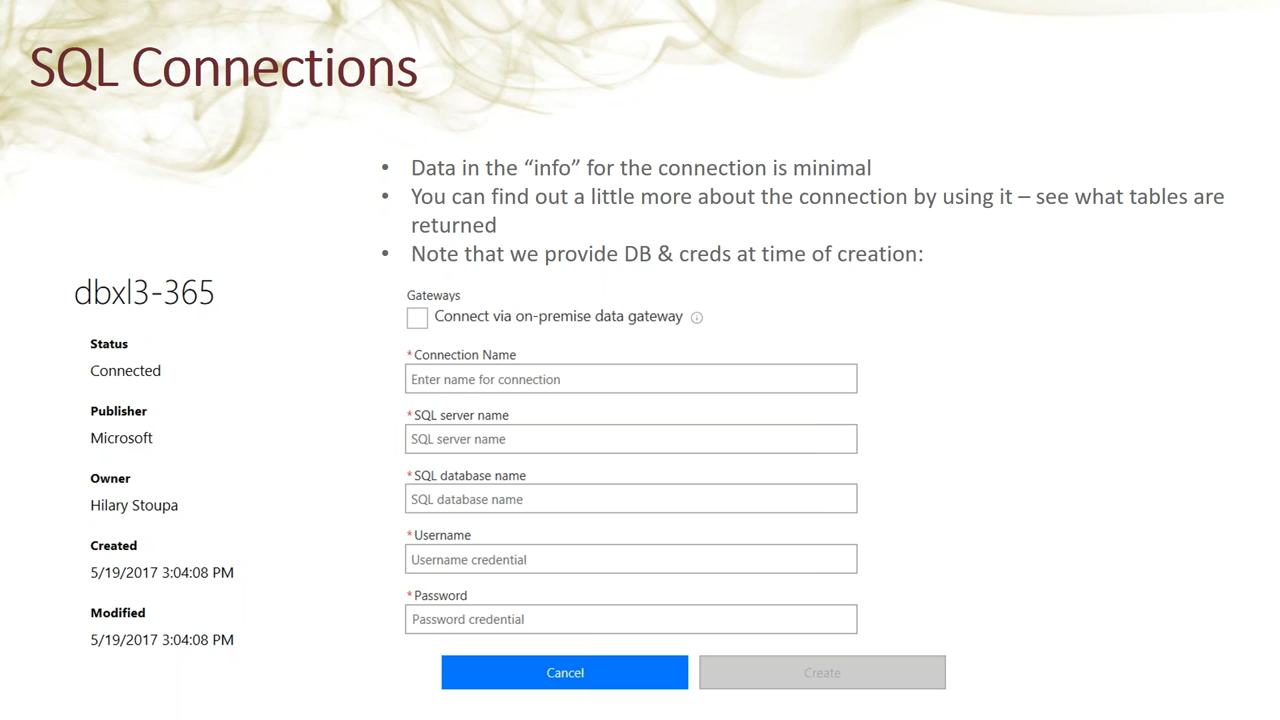 SQL Connections
• Data in the “info” for the connection is minimal
• You can find out a little more about the connection by using it – see what tables are
returned
• Note that we provide DB & creds at time of creation:
dbxl3-365
Status
Connected
Publisher
Microsoft
Owner
Hilary Stoupa
Created
5/19/2017 3:04:08 PM
Modified
5/19/2017 3:04:08 PM
Gateways
Connect via on-premise data gateway
*Connection Name
Enter name for connection
*SQL server name
SQL server name
*SQL database name
SQL database name
*Username
Username credential
*Password
Password credential
Cancel
Create